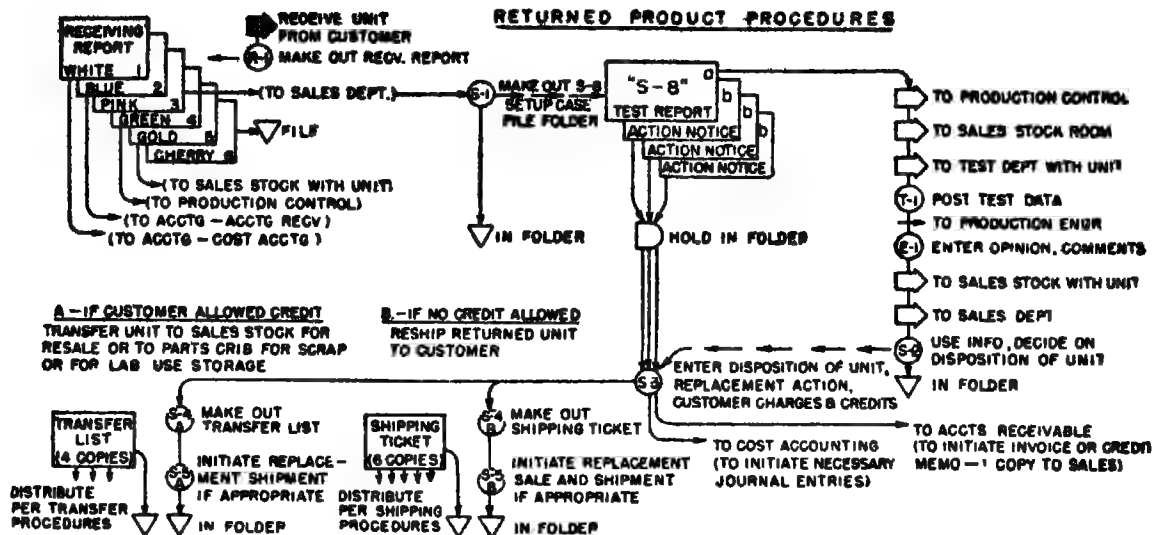 RETURNED PRODUCT PROCEDURES
RECEIVING
REPORT
WHITE 1
BLUE 2
PINK 3
GREEN 4
GOLD 5
CHERRY 6
RECEIVE UNIT
FROM CUSTOMER
R-1
MAKE OUT RECV. REPORT
(TO SALES DEPT.)
FILE
(TO SALES STOCK WITH UNIT)
(TO PRODUCTION CONTROL)
(TO ACCTG - ACCTG RECV)
(TO ACCTG - COST ACCTG)
S-1
MAKE OUT S-8
SETUP CASE
FILE FOLDER
IN FOLDER
"S-8" a
TEST REPORT
b
ACTION NOTICE
b
ACTION NOTICE
b
ACTION NOTICE
HOLD IN FOLDER
TO PRODUCTION CONTROL
TO SALES STOCK ROOM
TO TEST DEPT WITH UNIT
T-1
POST TEST DATA
TO PRODUCTION ENGR
E-1
ENTER OPINION, COMMENTS
TO SALES STOCK WITH UNIT
TO SALES DEPT
S-2
USE INFO, DECIDE ON
DISPOSITION OF UNIT
IN FOLDER
A - IF CUSTOMER ALLOWED CREDIT
TRANSFER UNIT TO SALES STOCK FOR
RESALE OR TO PARTS CRIB FOR SCRAP
OR FOR LAB USE STORAGE
B. - IF NO CREDIT ALLOWED
RESHIP RETURNED UNIT
TO CUSTOMER
S-3
ENTER DISPOSITION OF UNIT,
REPLACEMENT ACTION,
CUSTOMER CHARGES & CREDITS
TO ACCTS RECEIVABLE
(TO INITIATE INVOICE OR CREDIT
MEMO - 1 COPY TO SALES)
TO COST ACCOUNTING
(TO INITIATE NECESSARY
JOURNAL ENTRIES)
TRANSFER
LIST
(4 COPIES)
DISTRIBUTE
PER TRANSFER
PROCEDURES
S-4
A
MAKE OUT
TRANSFER LIST
S-5
A
INITIATE REPLACE-
MENT SHIPMENT
IF APPROPRIATE
IN FOLDER
SHIPPING
TICKET
(6 COPIES)
DISTRIBUTE
PER SHIPPING
PROCEDURES
S-4
B
MAKE OUT
SHIPPING TICKET
S-5
B
INITIATE REPLACEMENT
SALE AND SHIPMENT
IF APPROPRIATE
IN FOLDER